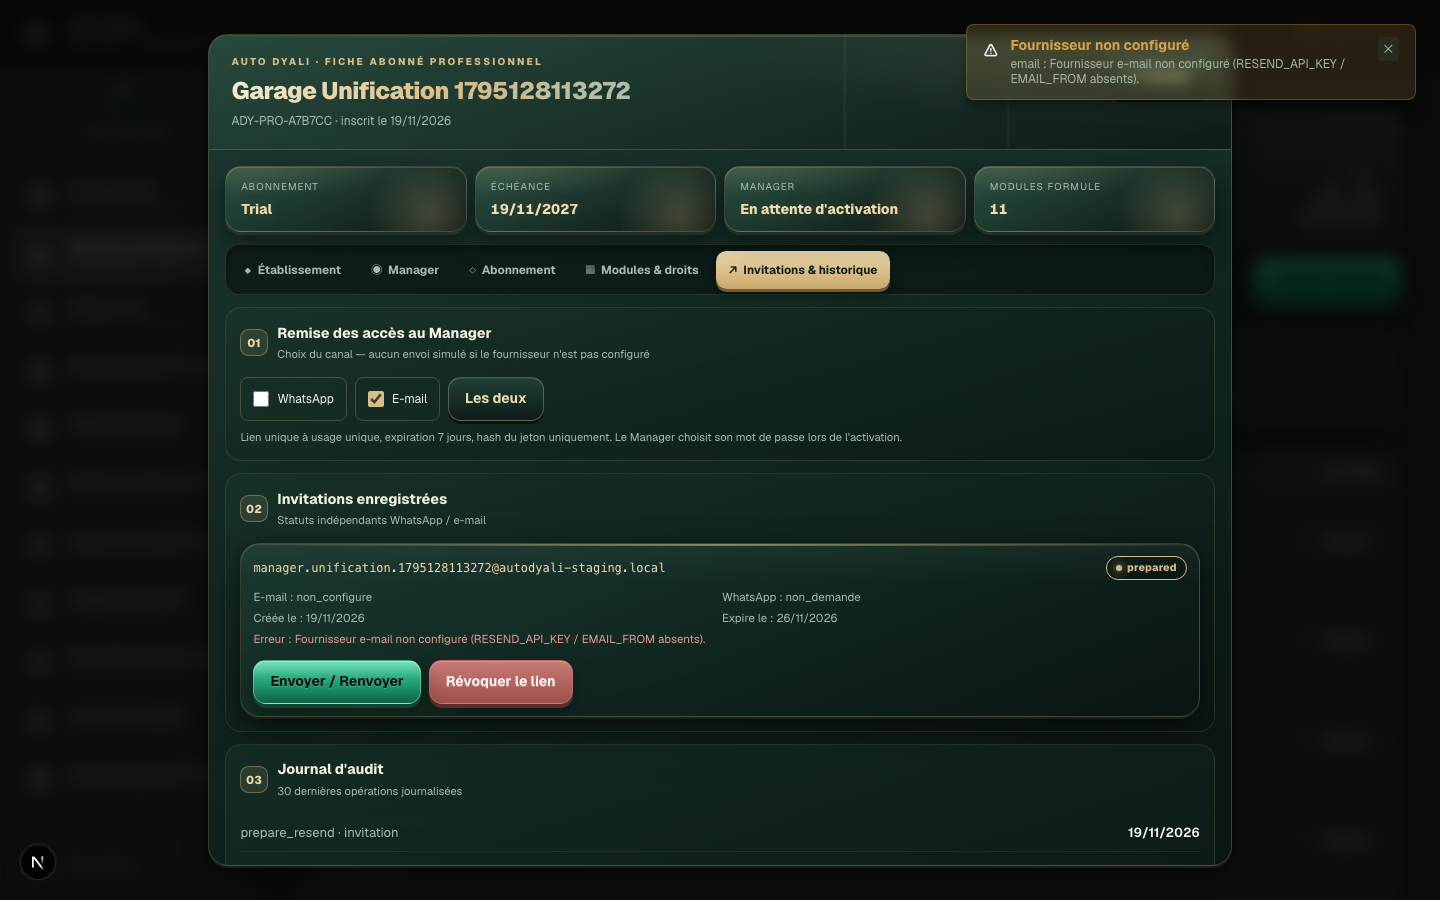 AUTO DYALI · FICHE ABONNÉ PROFESSIONNEL
Garage Unification 1795128113272
ADY-PRO-A7B7CC · inscrit le 19/11/2026
Fournisseur non configuré
email : Fournisseur e-mail non configuré (RESEND_API_KEY /
EMAIL_FROM absents).
ABONNEMENT
Trial
ÉCHÉANCE
19/11/2027
MANAGER
En attente d'activation
MODULES FORMULE
11
Établissement
Manager
Abonnement
Modules & droits
Invitations & historique
01
Remise des accès au Manager
Choix du canal — aucun envoi simulé si le fournisseur n'est pas configuré
WhatsApp
E-mail
Les deux
Lien unique à usage unique, expiration 7 jours, hash du jeton uniquement. Le Manager choisit son mot de passe lors de l'activation.
02
Invitations enregistrées
Statuts indépendants WhatsApp / e-mail
manager.unification.1795128113272@autodyali-staging.local
prepared
E-mail : non_configure
WhatsApp : non_demande
Créée le : 19/11/2026
Expire le : 26/11/2026
Erreur : Fournisseur e-mail non configuré (RESEND_API_KEY / EMAIL_FROM absents).
Envoyer / Renvoyer
Révoquer le lien
03
Journal d'audit
30 dernières opérations journalisées
prepare_resend · invitation
19/11/2026
N